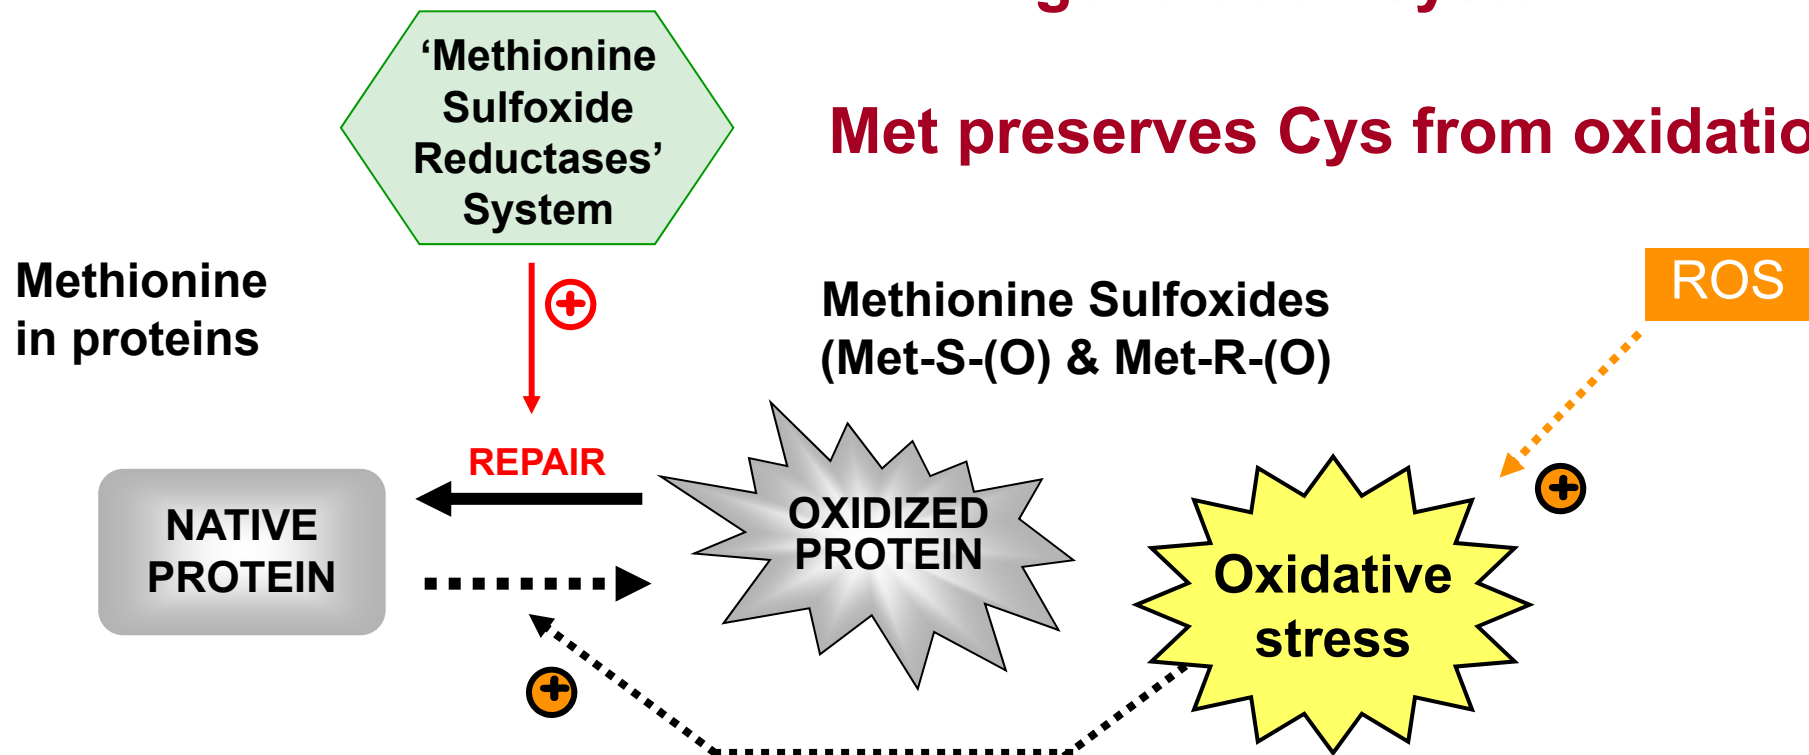 ‘Methionine
Sulfoxide
Reductases’
System
Met preserves Cys from
Methionine
in proteins
Methionine Sulfoxides
(Met-S-(O) & Met-R-(O)
ROS
REPAIR
NATIVE
PROTEIN
OXIDIZED
PROTEIN
Oxidative
stress